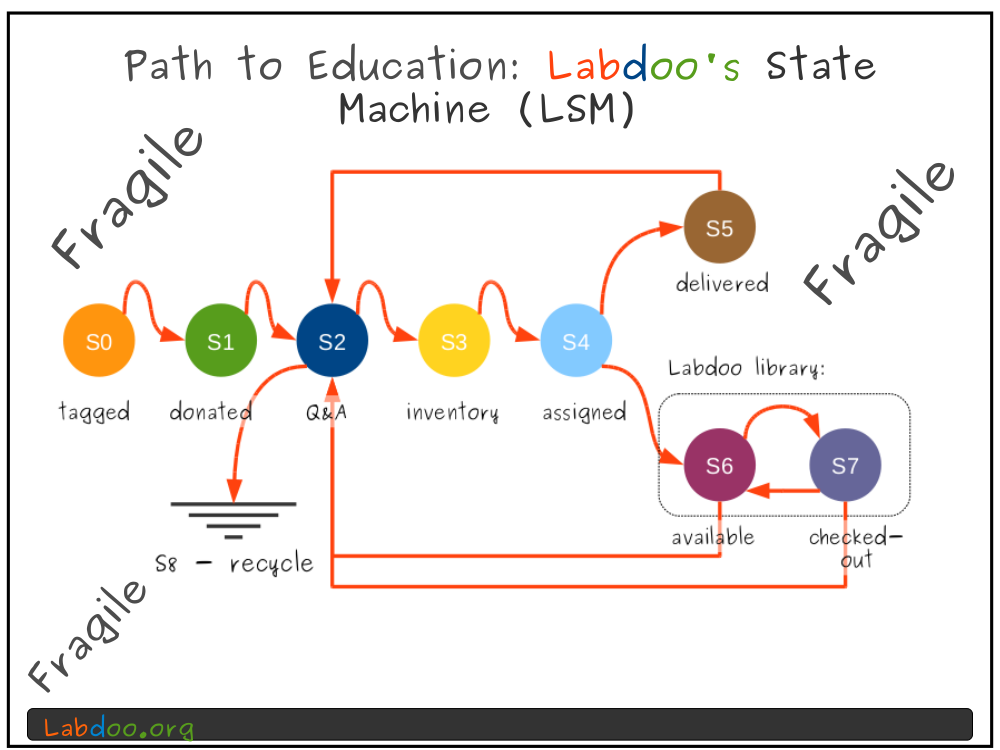 Path to Education: Labdoo's State
Machine (LSM)
Fragile
Fragile
S5
delivered
S0
S1
S2
S3
S4
Labdoo library:
tagged
donated
Q&A
inventory
assigned
S6
S7
available
checked-
out
S8 - recycle
Fragile
Labdoo.org